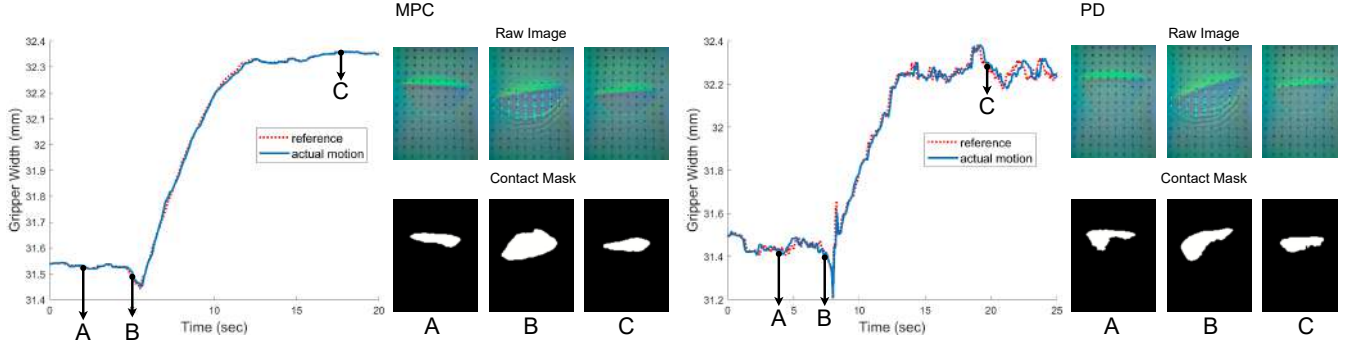 MPC
Raw Image
Gripper Width (mm)
32.4
32.3
32.2
32.1
32
31.9
31.8
31.7
31.6
31.5
31.4
0
5
10
15
20
Time (sec)
reference
actual motion
A
B
C
Contact Mask
A
B
C
PD
Raw Image
Gripper Width (mm)
32.4
32.2
32
31.8
31.6
31.4
31.2
0
5
10
15
20
25
Time (sec)
reference
actual motion
A
B
C
Contact Mask
A
B
C